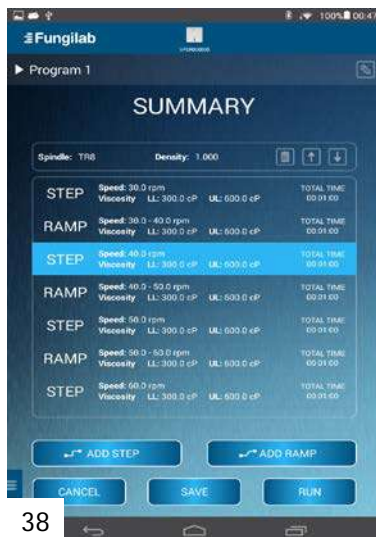 100% 00:47
Fungilab
Program 1
SUMMARY
Spindle: TR8 Density: 1.000
STEP Speed: 30.0 rpm TOTAL TIME
Viscosity LL: 300.0 cP UL: 600.0 cP 00:01:00
RAMP Speed: 30.0 - 40.0 rpm TOTAL TIME
Viscosity LL: 300.0 cP UL: 600.0 cP 00:01:00
STEP Speed: 40.0 rpm TOTAL TIME
Viscosity LL: 300.0 cP UL: 600.0 cP 00:01:00
RAMP Speed: 40.0 - 50.0 rpm TOTAL TIME
Viscosity LL: 300.0 cP UL: 600.0 cP 00:01:00
STEP Speed: 50.0 rpm TOTAL TIME
Viscosity LL: 300.0 cP UL: 600.0 cP 00:01:00
RAMP Speed: 50.0 - 60.0 rpm TOTAL TIME
Viscosity LL: 300.0 cP UL: 600.0 cP 00:01:00
STEP Speed: 60.0 rpm TOTAL TIME
Viscosity LL: 300.0 cP UL: 600.0 cP 00:01:00
ADD STEP ADD RAMP
CANCEL SAVE RUN
38